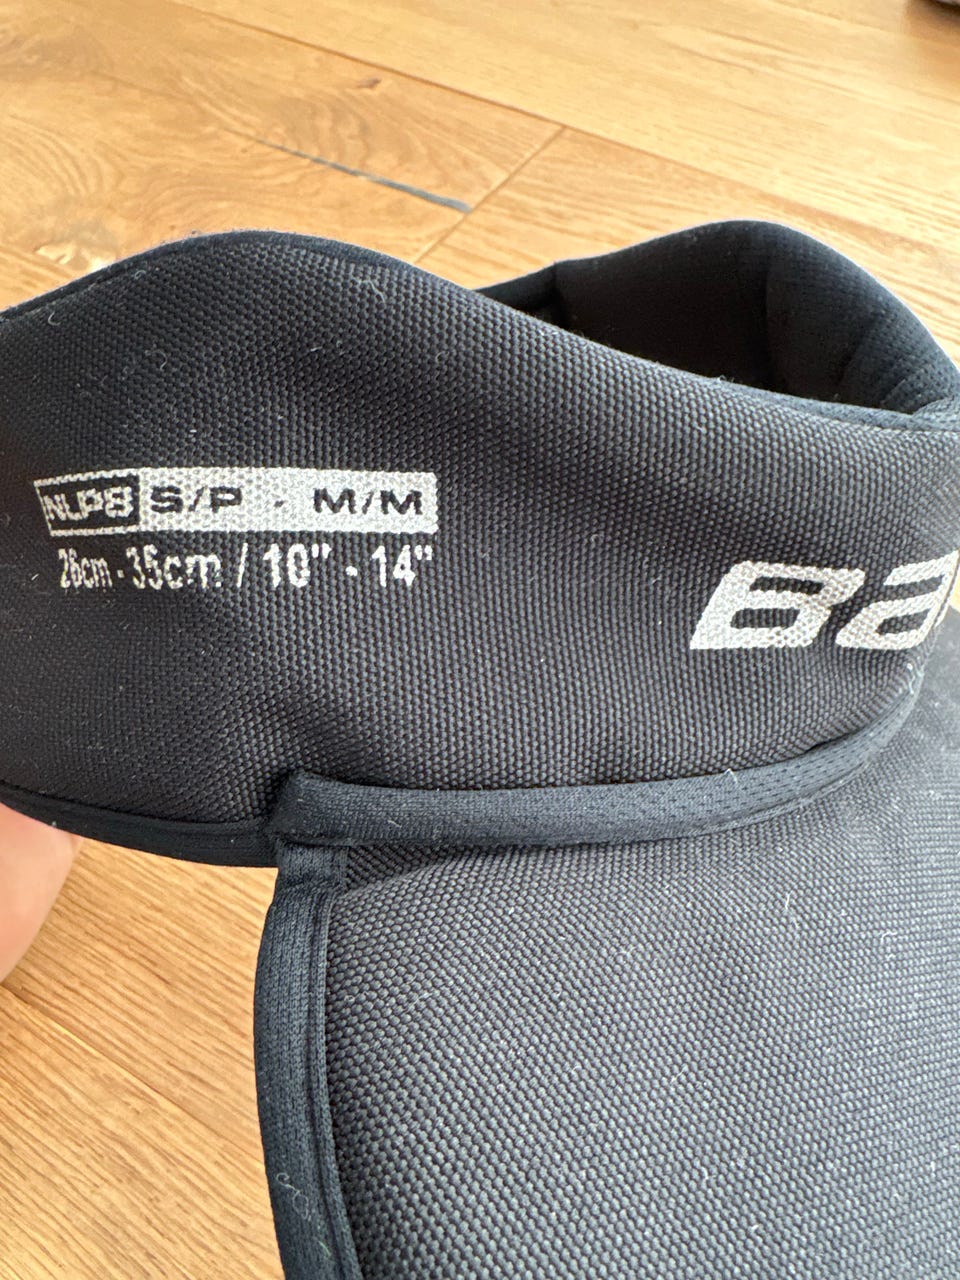 NLP8 S/P - M/M
26cm - 35cm / 10" - 14"
BA